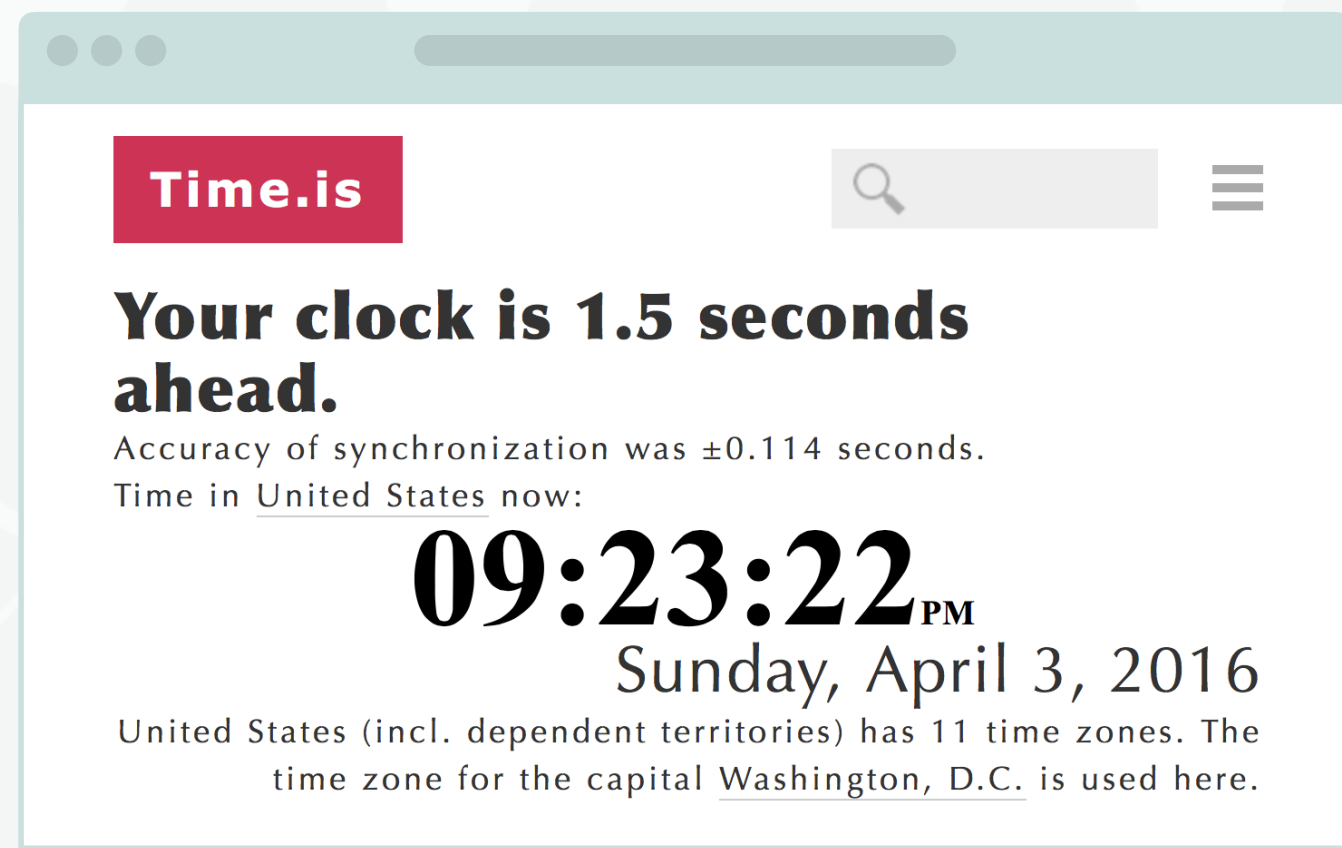 Time.is
Your clock is 1.5 seconds
ahead.
Accuracy of synchronization was ±0.114 seconds.
Time in United States now:
09:23:22PM
Sunday, April 3, 2016
United States (incl. dependent territories) has 11 time zones. The
time zone for the capital Washington, D.C. is used here.